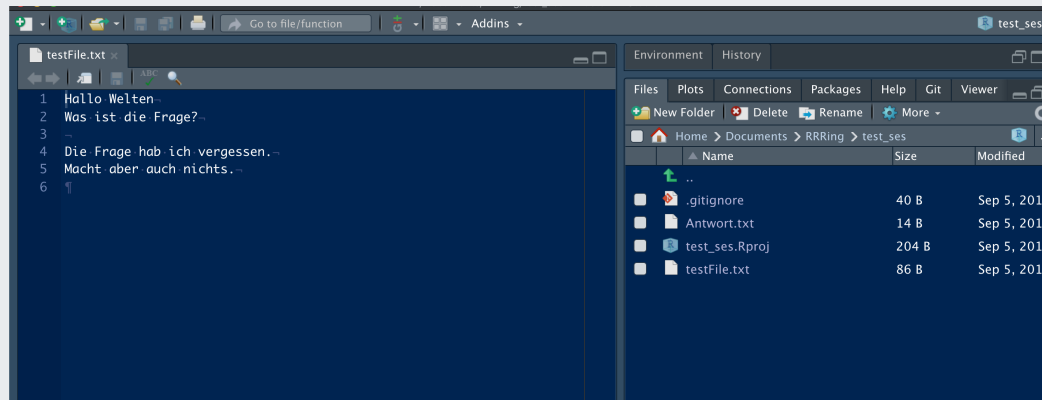 Go to file/function
Addins
test_ses
testFile.txt
ABC
1 Hallo Welten
2 Was ist die Frage?
3
4 Die Frage hab ich vergessen.
5 Macht aber auch nichts.
6
Environment History
Files Plots Connections Packages Help Git Viewer
New Folder Delete Rename More
Home Documents RRRing test_ses
Name Size Modified
..
.gitignore 40 B Sep 5, 201
Antwort.txt 14 B Sep 5, 201
test_ses.Rproj 204 B Sep 5, 201
testFile.txt 86 B Sep 5, 201